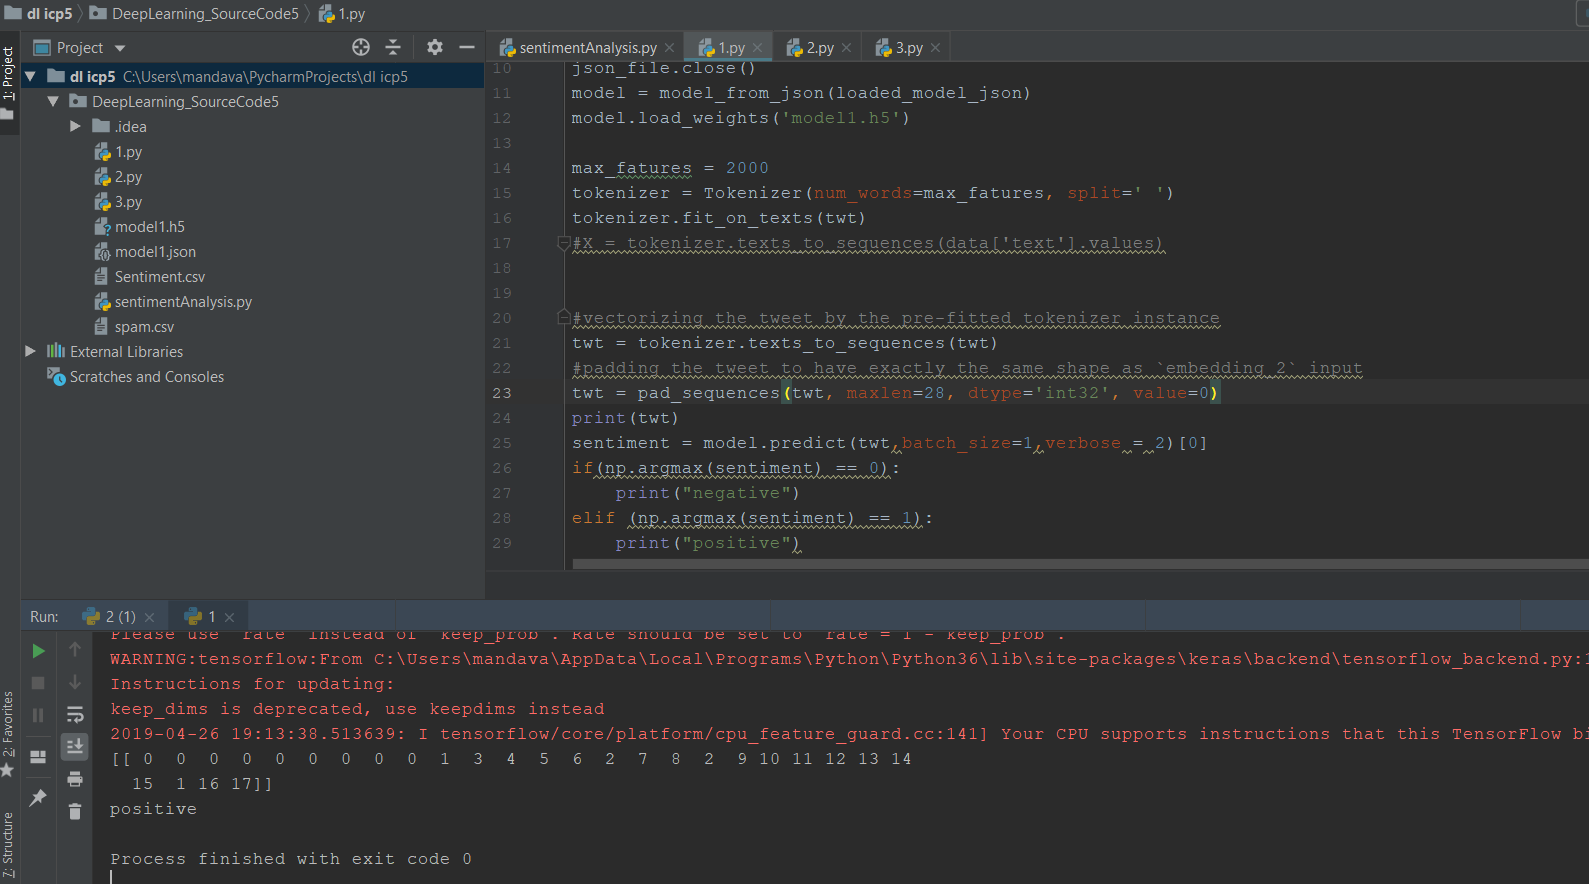 dl icp5 DeepLearning_SourceCode5 1.py
1: Project
Project
sentimentAnalysis.py 1.py 2.py 3.py
dl icp5 C:\Users\mandava\PycharmProjects\dl icp5
DeepLearning_SourceCode5
.idea
1.py
2.py
3.py
model1.h5
model1.json
Sentiment.csv
sentimentAnalysis.py
spam.csv
External Libraries
Scratches and Consoles
10 json_file.close()
11 model = model_from_json(loaded_model_json)
12 model.load_weights('model1.h5')
13
14 max_fatures = 2000
15 tokenizer = Tokenizer(num_words=max_fatures, split=' ')
16 tokenizer.fit_on_texts(twt)
17 #X = tokenizer.texts_to_sequences(data['text'].values)
18
19
20 #vectorizing the tweet by the pre-fitted tokenizer instance
21 twt = tokenizer.texts_to_sequences(twt)
22 #padding the tweet to have exactly the same shape as `embedding_2` input
23 twt = pad_sequences(twt, maxlen=28, dtype='int32', value=0)
24 print(twt)
25 sentiment = model.predict(twt,batch_size=1,verbose = 2)[0]
26 if(np.argmax(sentiment) == 0):
27     print("negative")
28 elif (np.argmax(sentiment) == 1):
29     print("positive")
Run: 2 (1) 1
Please use `rate` instead of `keep_prob`. Rate should be set to `rate = 1 - keep_prob`.
WARNING:tensorflow:From C:\Users\mandava\AppData\Local\Programs\Python\Python36\lib\site-packages\keras\backend\tensorflow_backend.py:1
Instructions for updating:
keep_dims is deprecated, use keepdims instead
2019-04-26 19:13:38.513639: I tensorflow/core/platform/cpu_feature_guard.cc:141] Your CPU supports instructions that this TensorFlow bi
[[ 0  0  0  0  0  0  0  0  0  1  3  4  5  6  2  7  8  2  9 10 11 12 13 14
  15  1 16 17]]
positive
Process finished with exit code 0
2: Favorites
7: Structure